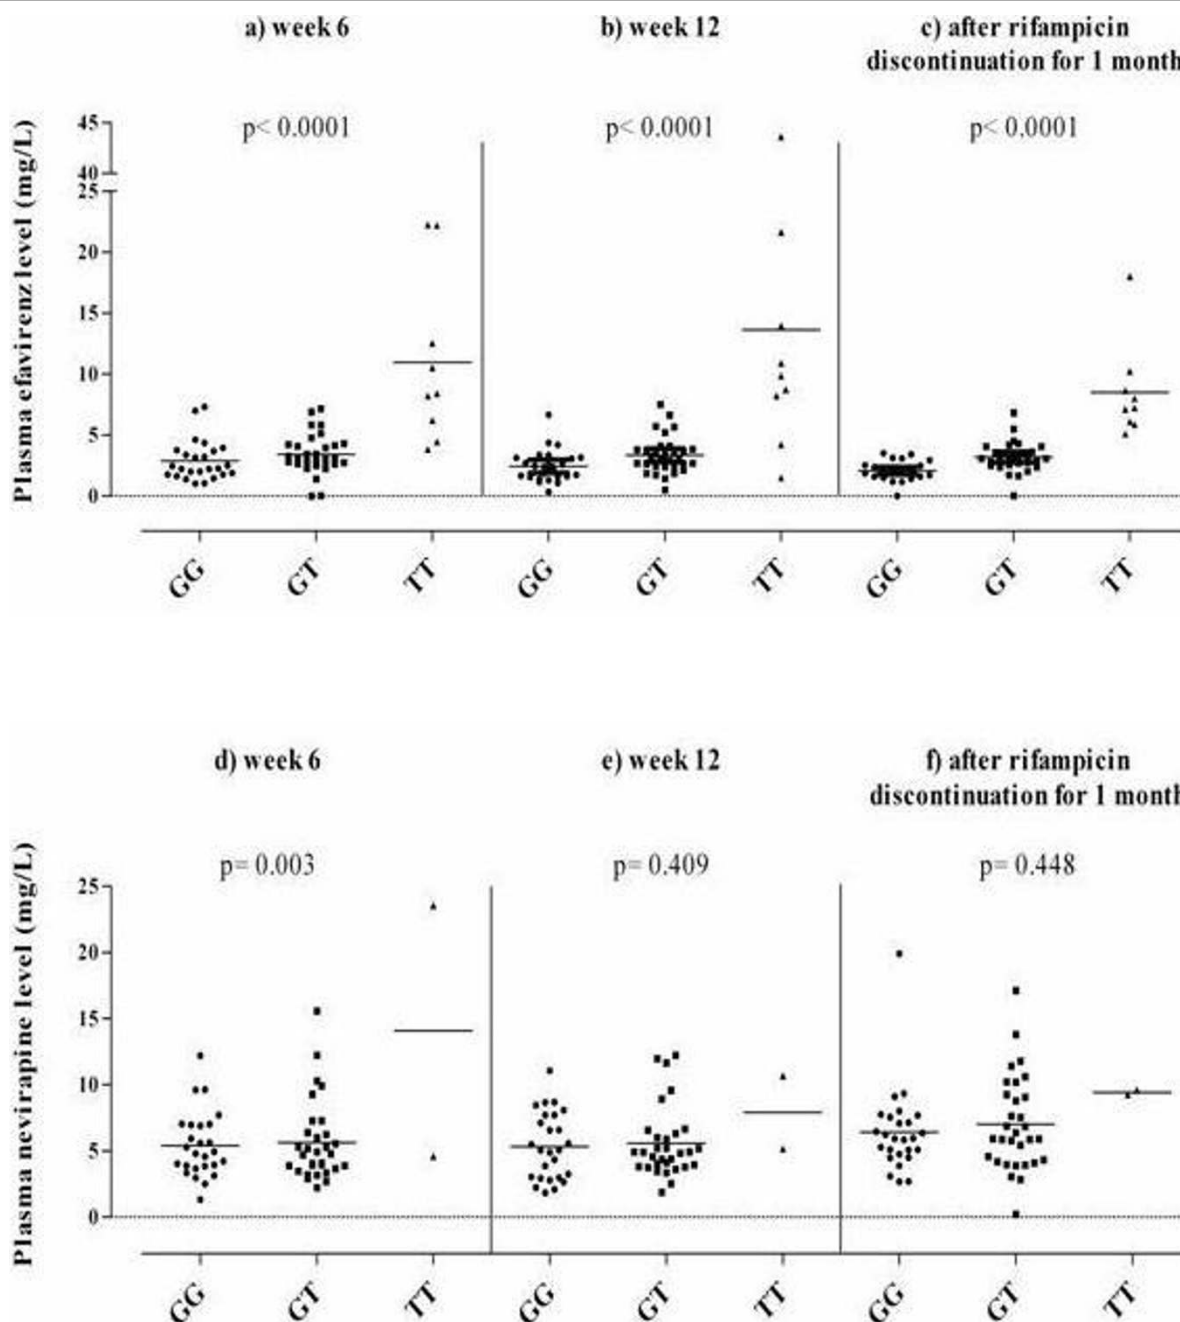 a) week 6
b) week 12
c) after rifampicin
discontinuation for 1 month
Plasma efavirenz level (mg/L)
p< 0.0001
p< 0.0001
p< 0.0001
45
40
25
20
15
10
5
0
GG
GT
TT
GG
GT
TT
GG
GT
TT
d) week 6
e) week 12
f) after rifampicin
discontinuation for 1 month
Plasma nevirapine level (mg/L)
p= 0.003
p= 0.409
p= 0.448
25
20
15
10
5
0
GG
GT
TT
GG
GT
TT
GG
GT
TT